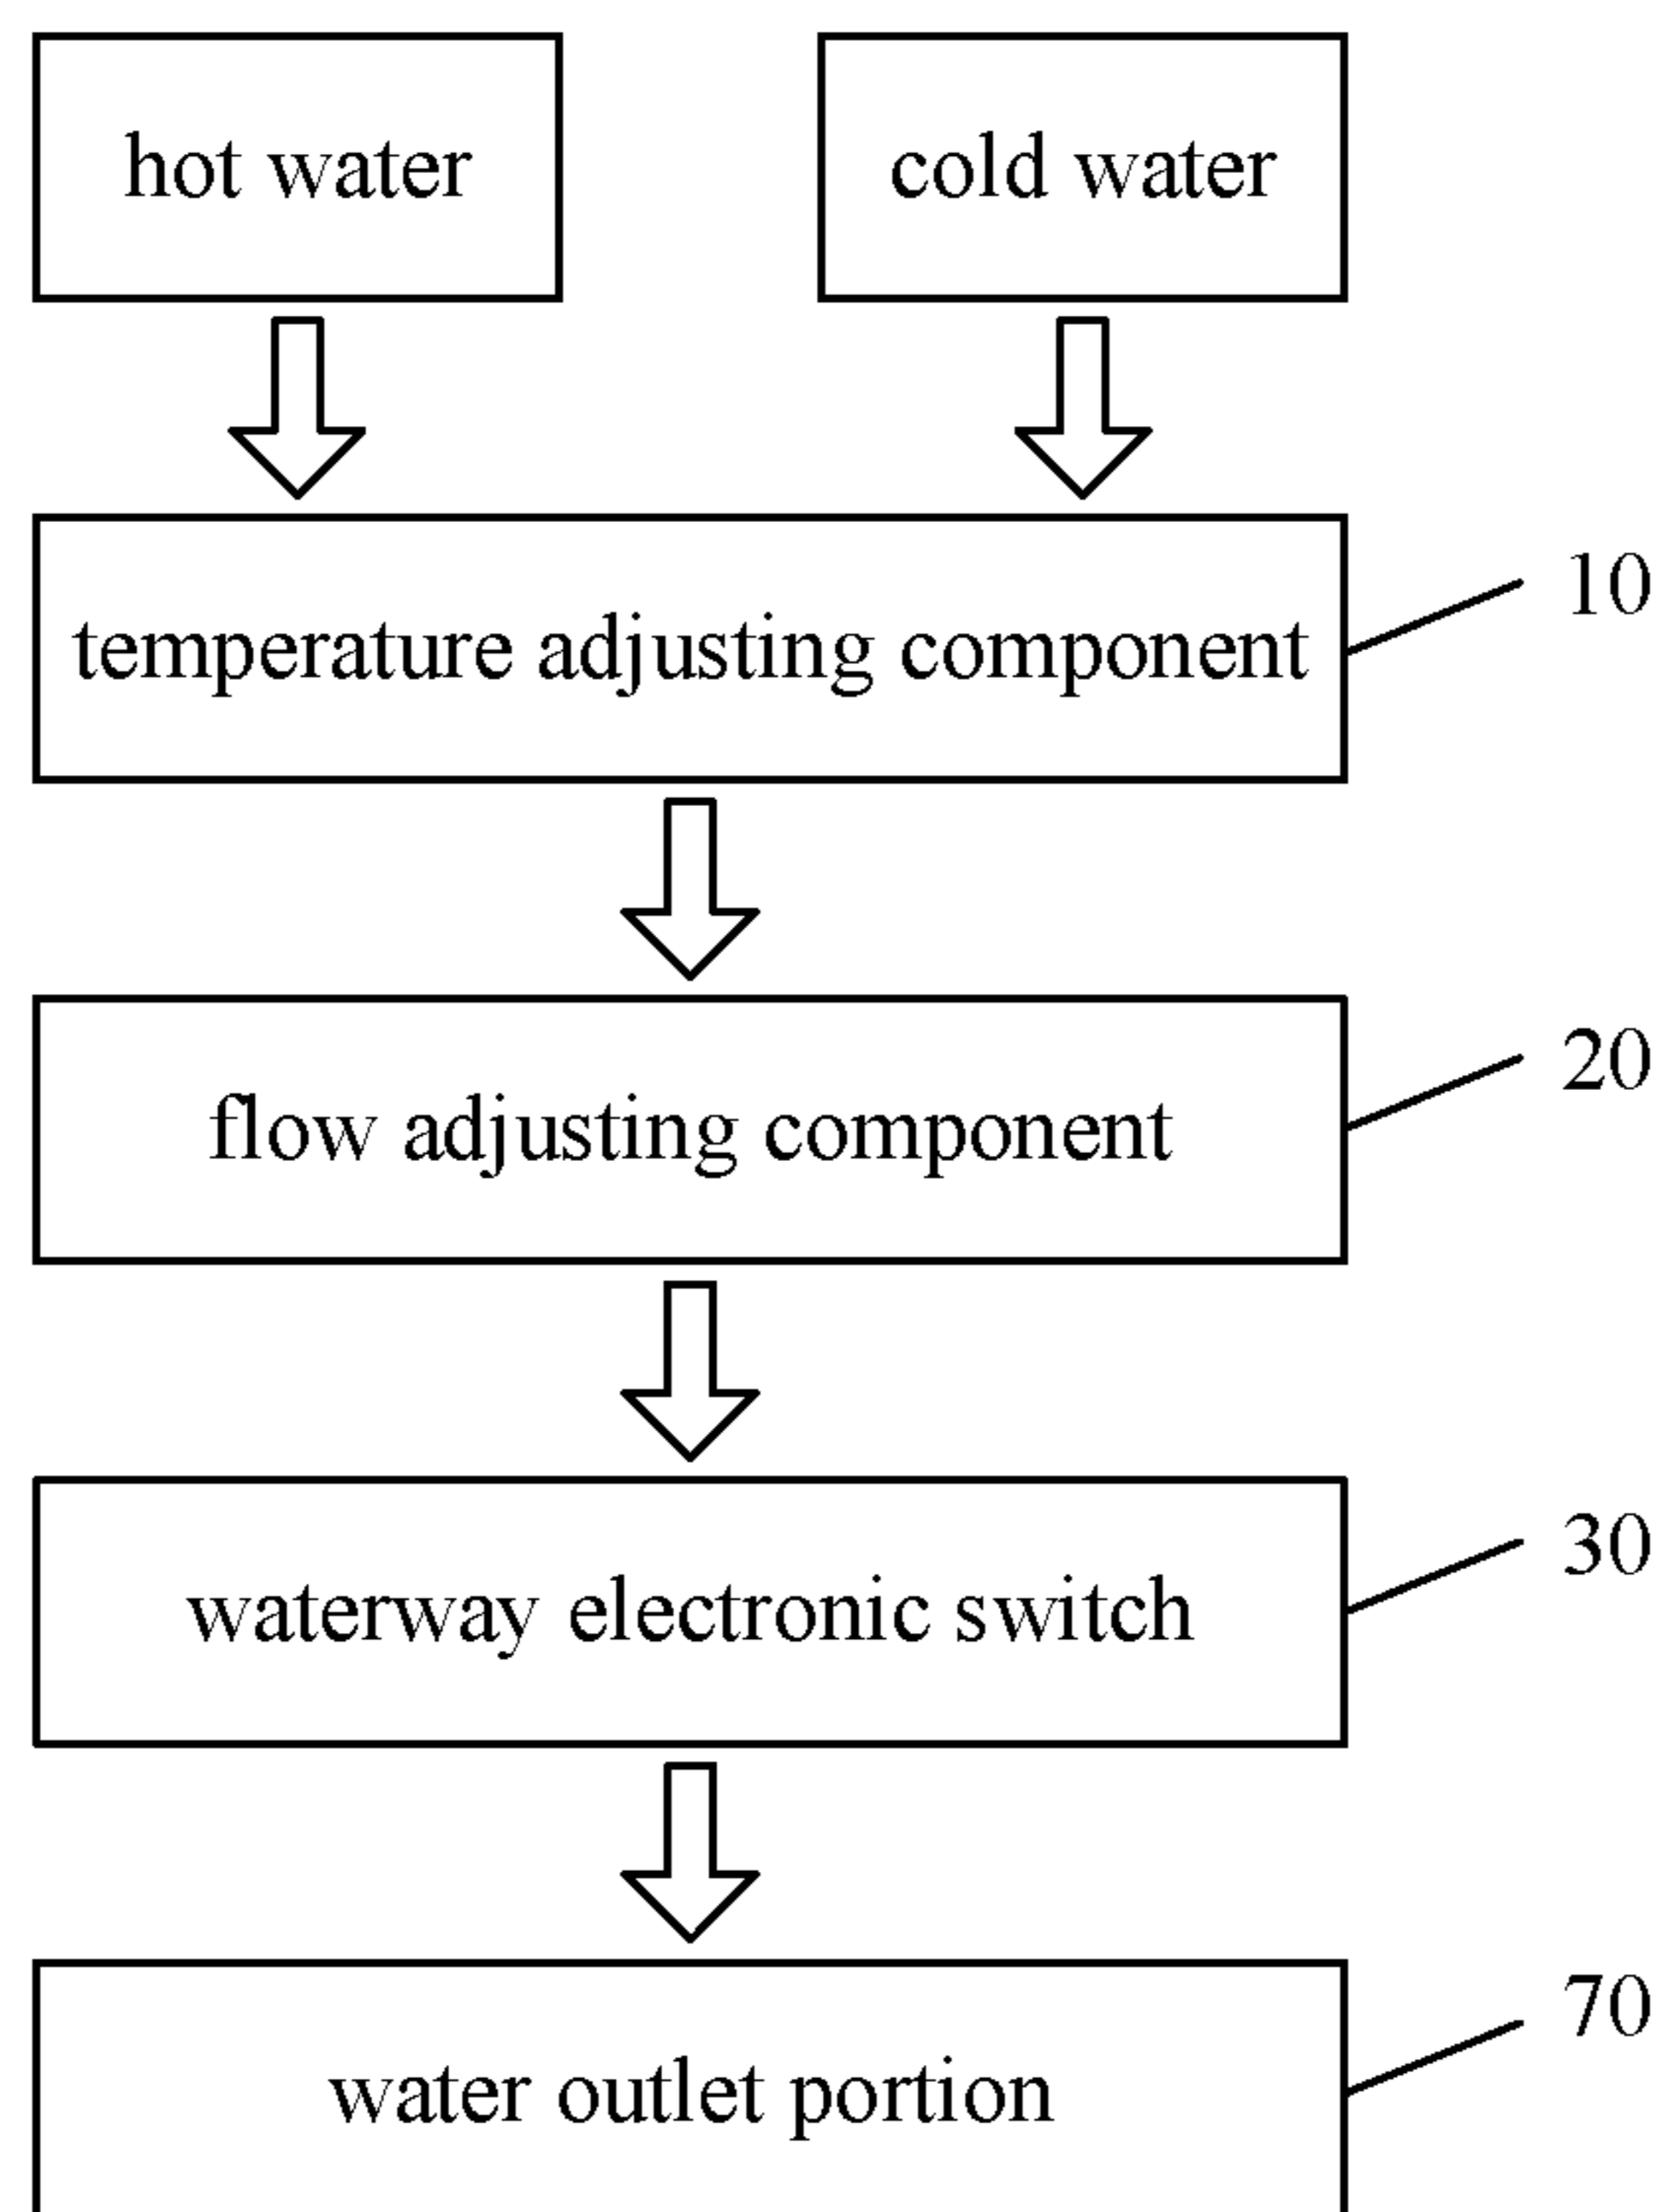 hot water
cold water
temperature adjusting component
10
flow adjusting component
20
waterway electronic switch
30
water outlet portion
70